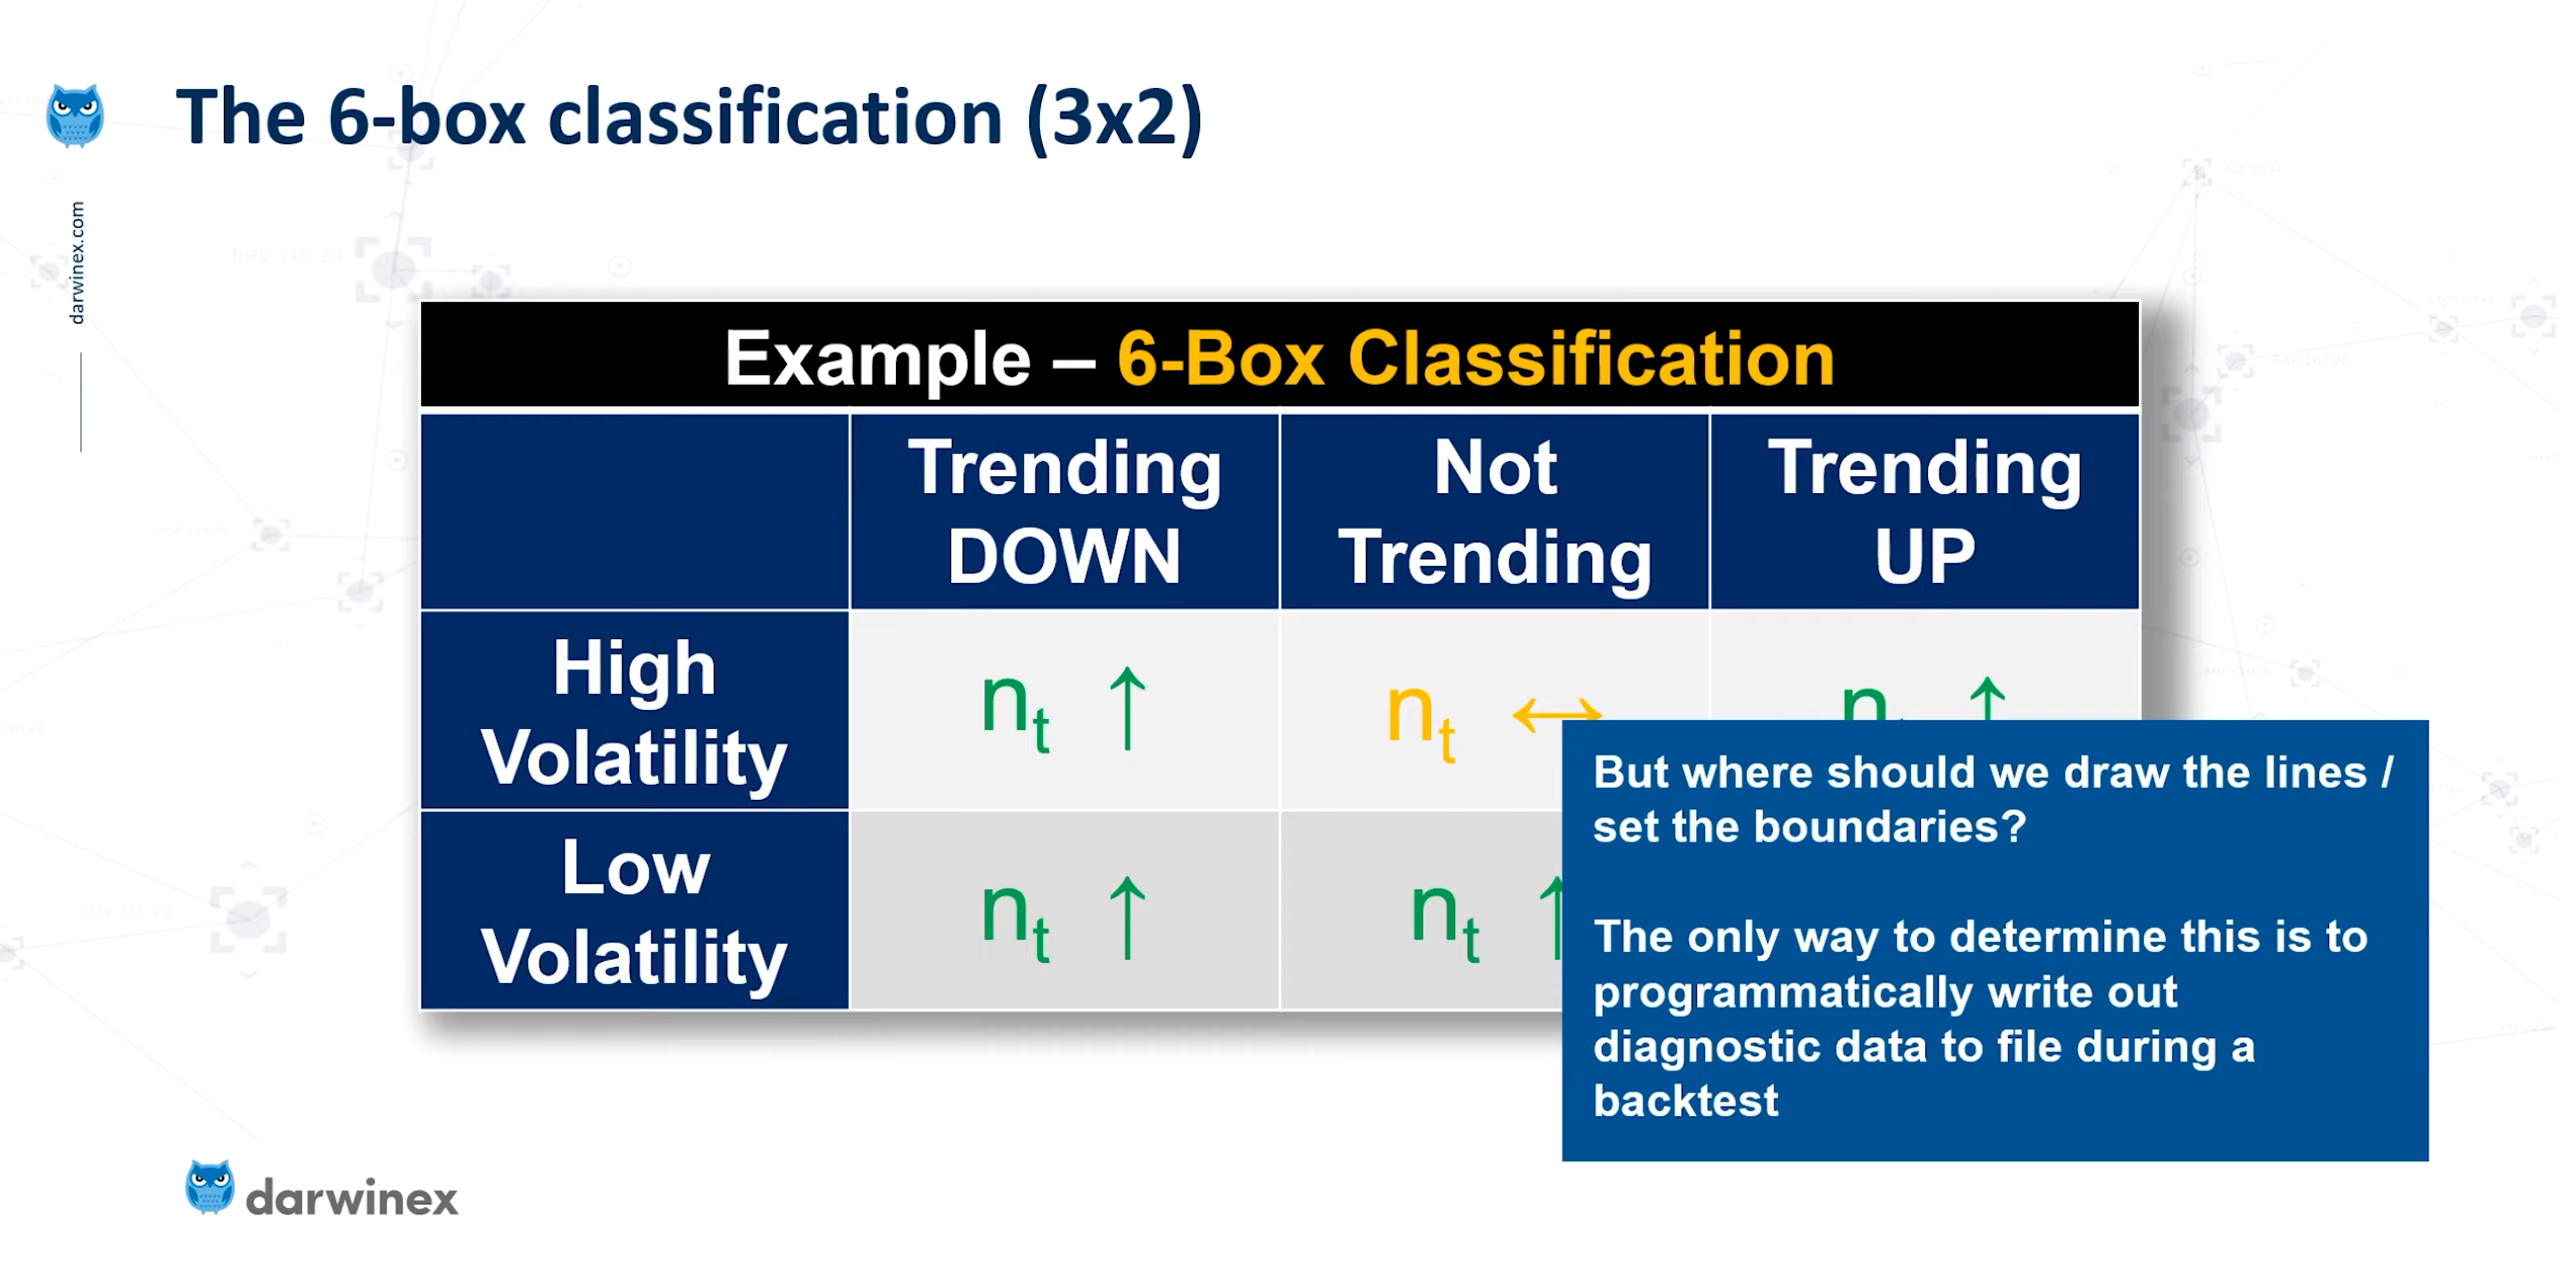 The 6-box classification (3x2)
darwinex.com
Example – 6-Box Classification
Trending
DOWN
Not
Trending
Trending
UP
High
Volatility
nₜ ↑
nₜ ↔
n ↑
Low
Volatility
nₜ ↑
nₜ ↑
But where should we draw the lines /
set the boundaries?
The only way to determine this is to
programmatically write out
diagnostic data to file during a
backtest
darwinex